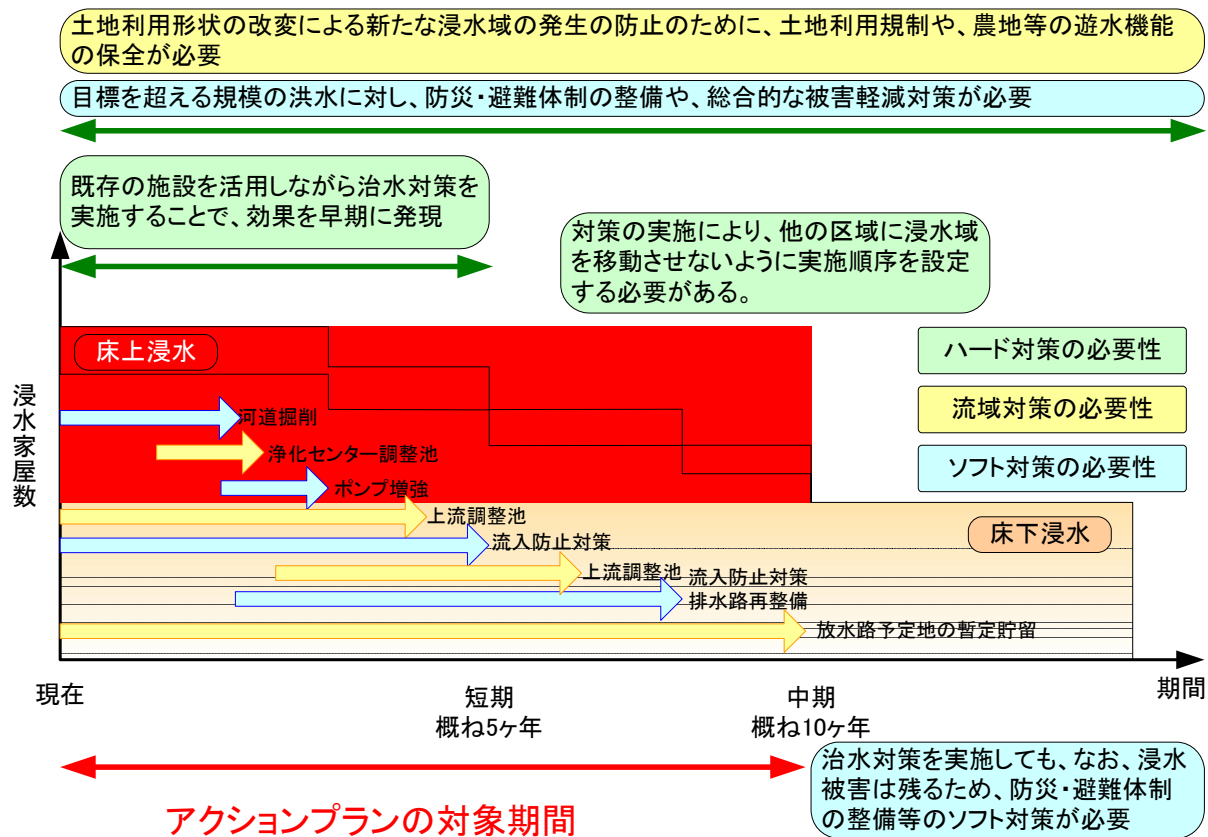 土地利用形状の改変による新たな浸水域の発生の防止のために、土地利用規制や、農地等の遊水機能
の保全が必要
目標を超える規模の洪水に対し、防災・避難体制の整備や、総合的な被害軽減対策が必要
既存の施設を活用しながら治水対策を
実施することで、効果を早期に発現
対策の実施により、他の区域に浸水域
を移動させないように実施順序を設定
する必要がある。
床上浸水
ハード対策の必要性
流域対策の必要性
ソフト対策の必要性
浸水家屋数
河道掘削
浄化センター調整池
ポンプ増強
上流調整池
流入防止対策
床下浸水
上流調整池
流入防止対策
排水路再整備
放水路予定地の暫定貯留
現在
短期
概ね5ヶ年
中期
概ね10ヶ年
期間
アクションプランの対象期間
治水対策を実施しても、なお、浸水
被害は残るため、防災・避難体制
の整備等のソフト対策が必要